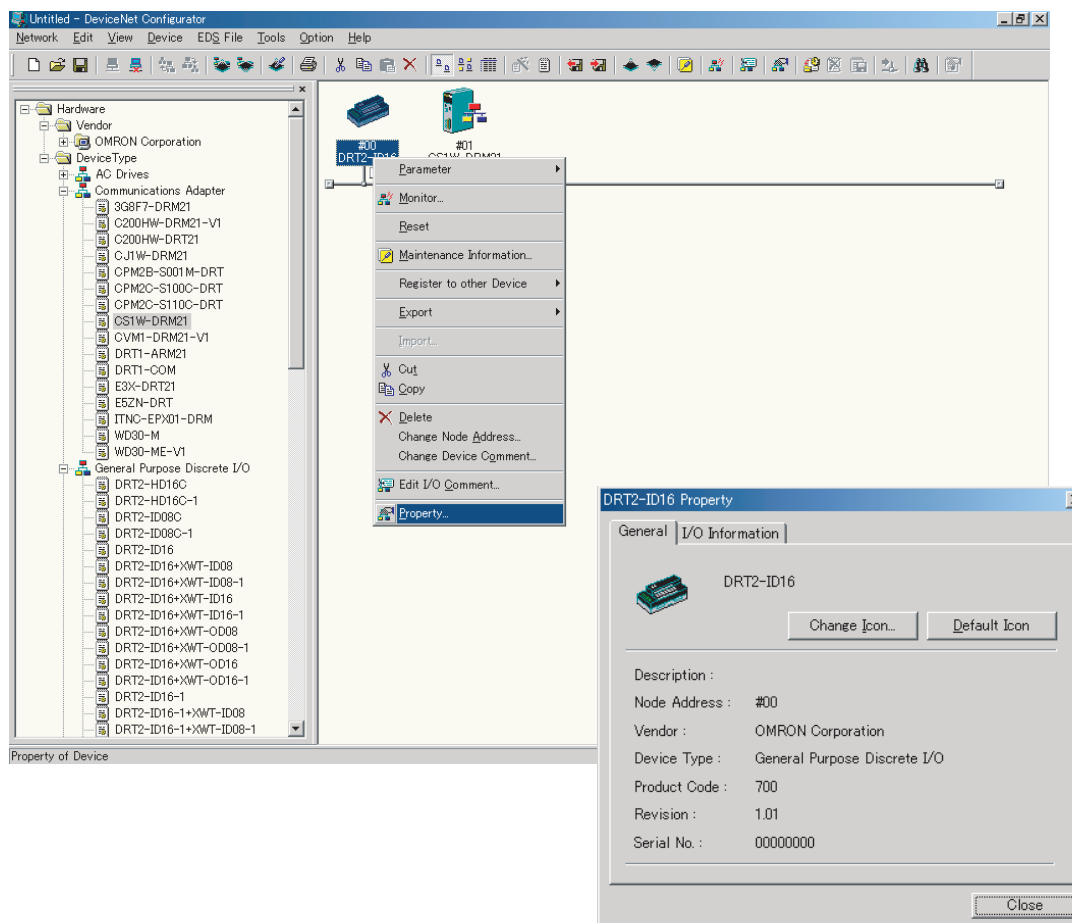 Untitled - DeviceNet Configurator
Network Edit View Device EDS File Tools Option Help
Hardware
Vendor
OMRON Corporation
DeviceType
AC Drives
Communications Adapter
3G8F7-DRM21
C200HW-DRM21-V1
C200HW-DRT21
CJ1W-DRM21
CPM2B-S001M-DRT
CPM2C-S100C-DRT
CPM2C-S110C-DRT
CS1W-DRM21
CVM1-DRM21-V1
DRT1-ARM21
DRT1-COM
E3X-DRT21
E5ZN-DRT
ITNC-EPX01-DRM
WD30-M
WD30-ME-V1
General Purpose Discrete I/O
DRT2-HD16C
DRT2-HD16C-1
DRT2-ID08C
DRT2-ID08C-1
DRT2-ID16
DRT2-ID16+XWT-ID08
DRT2-ID16+XWT-ID08-1
DRT2-ID16+XWT-ID16
DRT2-ID16+XWT-ID16-1
DRT2-ID16+XWT-OD08
DRT2-ID16+XWT-OD08-1
DRT2-ID16+XWT-OD16
DRT2-ID16+XWT-OD16-1
DRT2-ID16-1
DRT2-ID16-1+XWT-ID08
DRT2-ID16-1+XWT-ID08-1
#00
DRT2-ID16
#01
CS1W-DRM21
Parameter
Monitor...
Reset
Maintenance Information...
Register to other Device
Export
Import...
Cut
Copy
Delete
Change Node Address...
Change Device Comment...
Edit I/O Comment...
Property...
Property of Device
DRT2-ID16 Property
General I/O Information
DRT2-ID16
Change Icon... Default Icon
Description :
Node Address : #00
Vendor : OMRON Corporation
Device Type : General Purpose Discrete I/O
Product Code : 700
Revision : 1.01
Serial No. : 00000000
Close